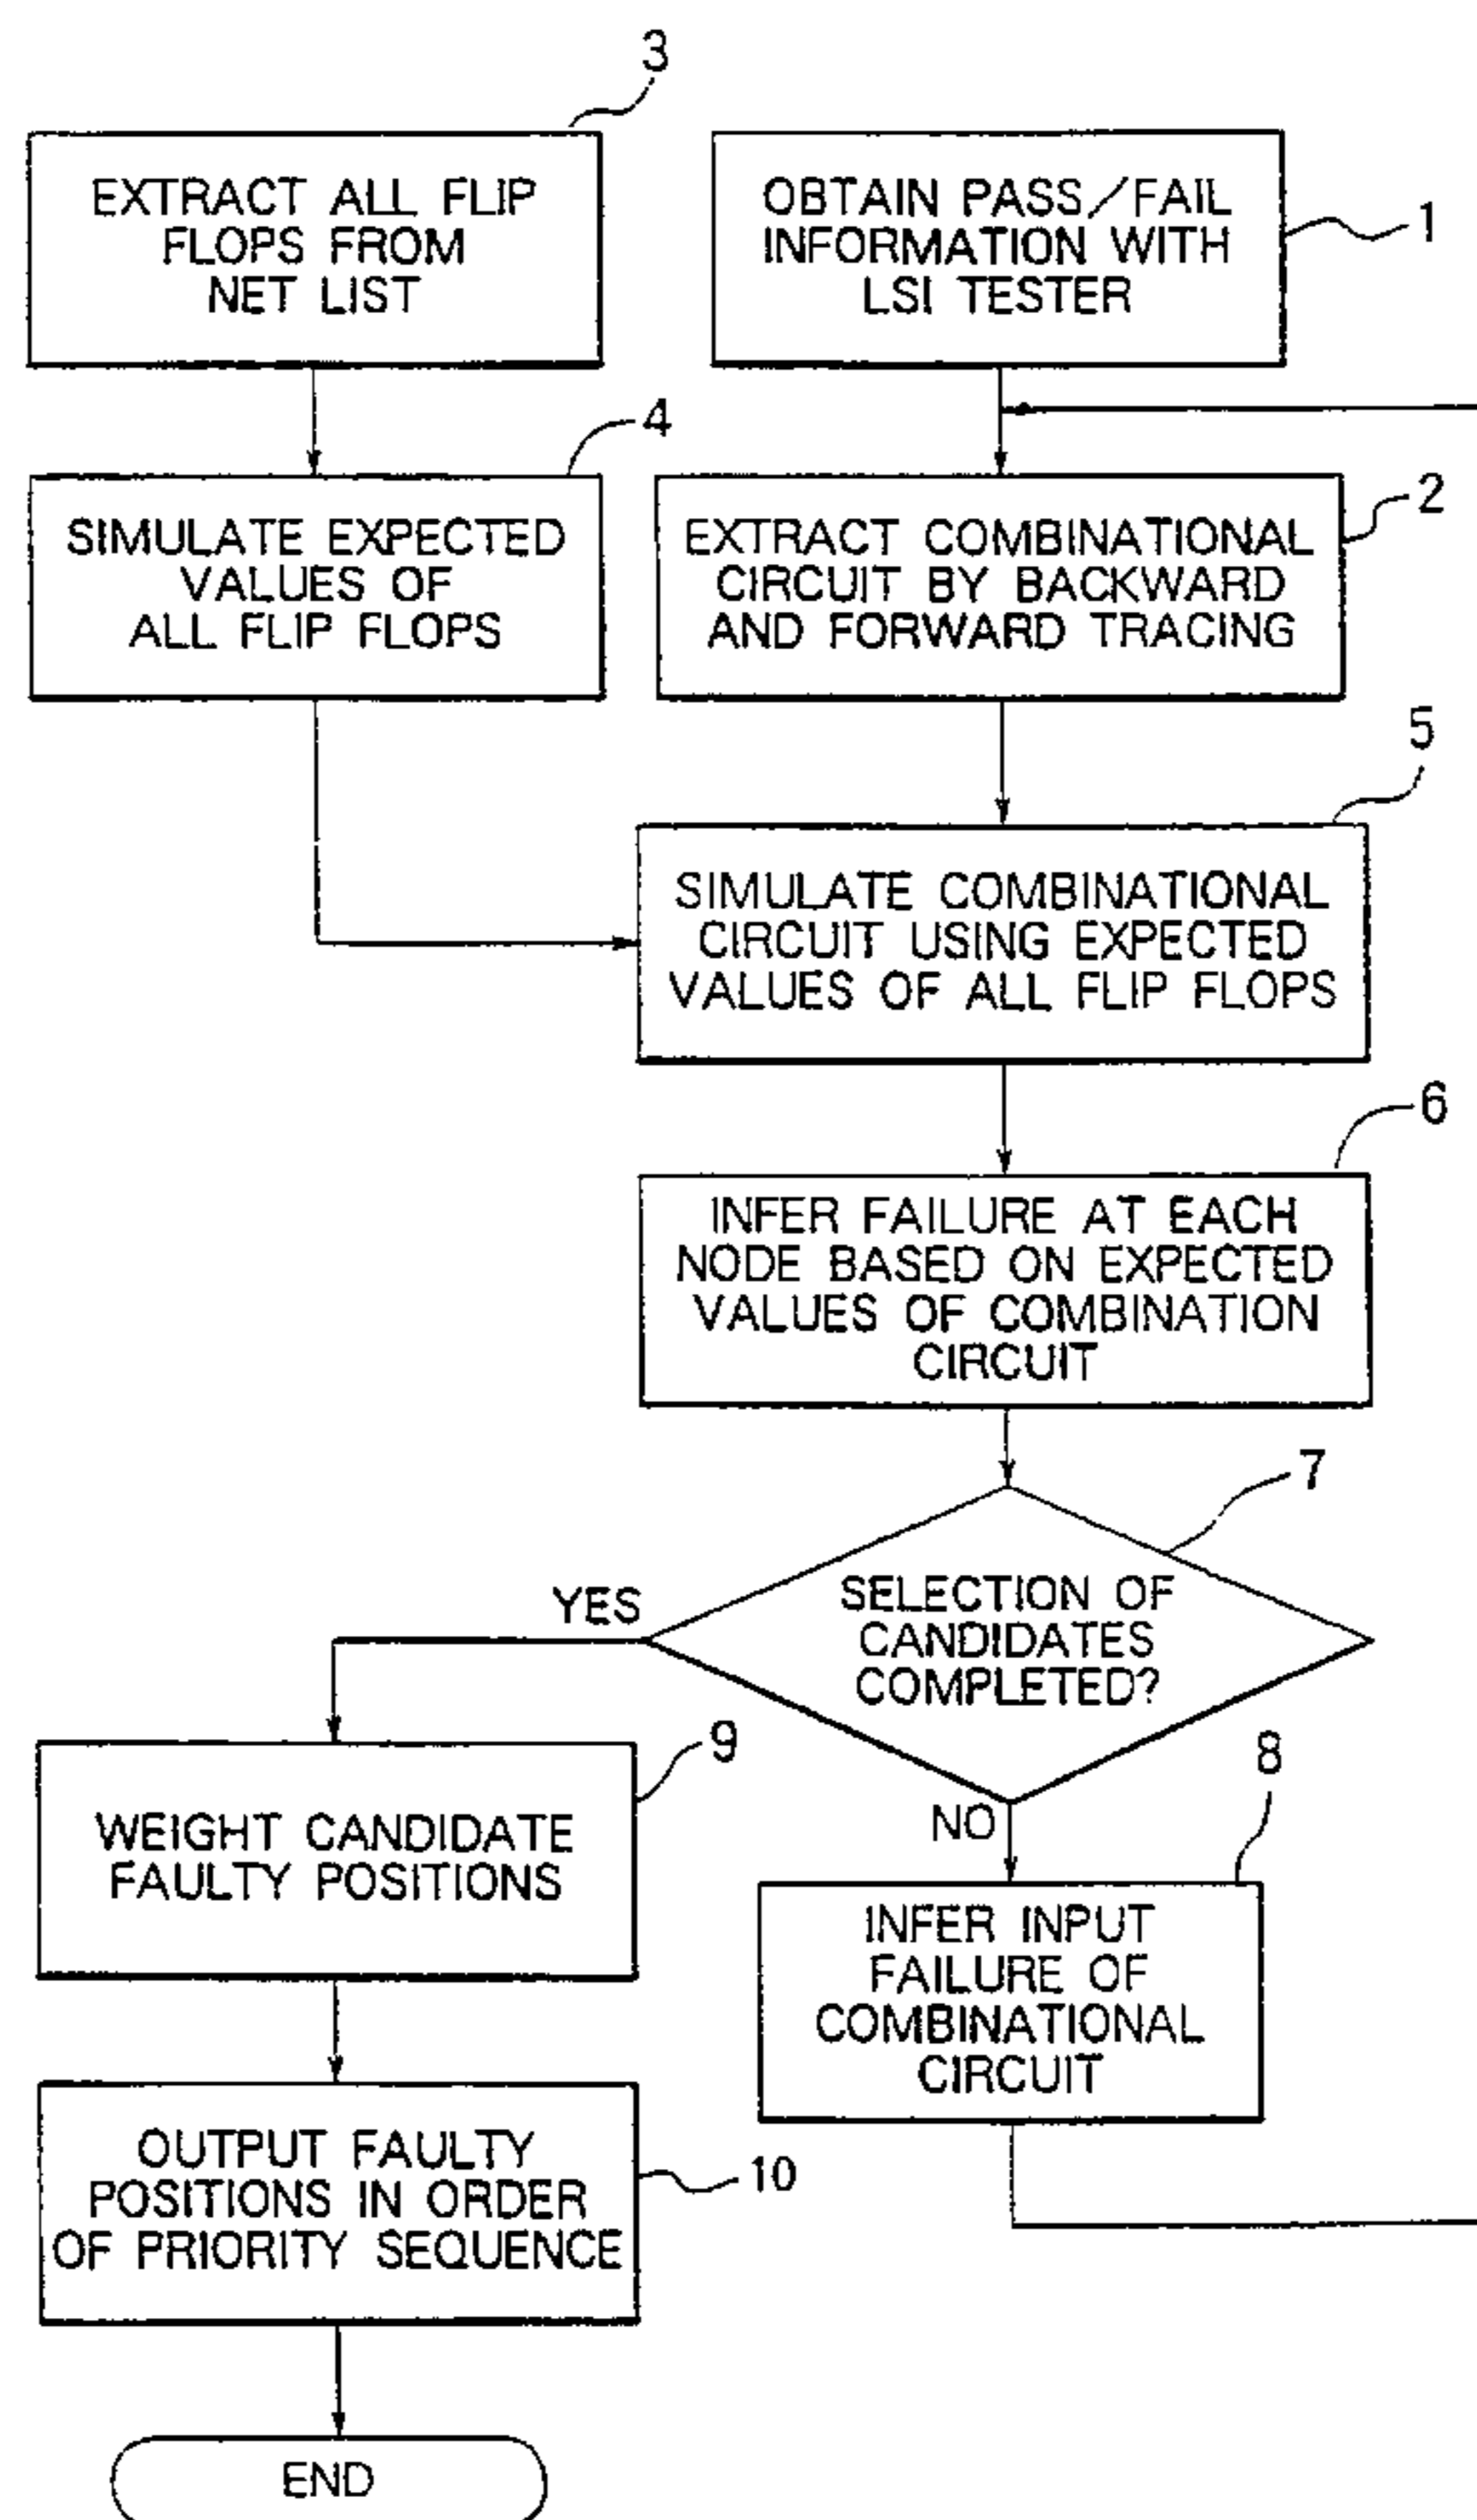 3
EXTRACT ALL FLIP
FLOPS FROM
NET LIST
OBTAIN PASS/FAIL
INFORMATION WITH
LSI TESTER
1
4
SIMULATE EXPECTED
VALUES OF
ALL FLIP FLOPS
2
EXTRACT COMBINATIONAL
CIRCUIT BY BACKWARD
AND FORWARD TRACING
5
SIMULATE COMBINATIONAL
CIRCUIT USING EXPECTED
VALUES OF ALL FLIP FLOPS
6
INFER FAILURE AT EACH
NODE BASED ON EXPECTED
VALUES OF COMBINATION
CIRCUIT
7
SELECTION OF
CANDIDATES
COMPLETED?
YES
NO
9
WEIGHT CANDIDATE
FAULTY POSITIONS
8
INFER INPUT
FAILURE OF
COMBINATIONAL
CIRCUIT
OUTPUT FAULTY
POSITIONS IN ORDER
OF PRIORITY SEQUENCE
10
END